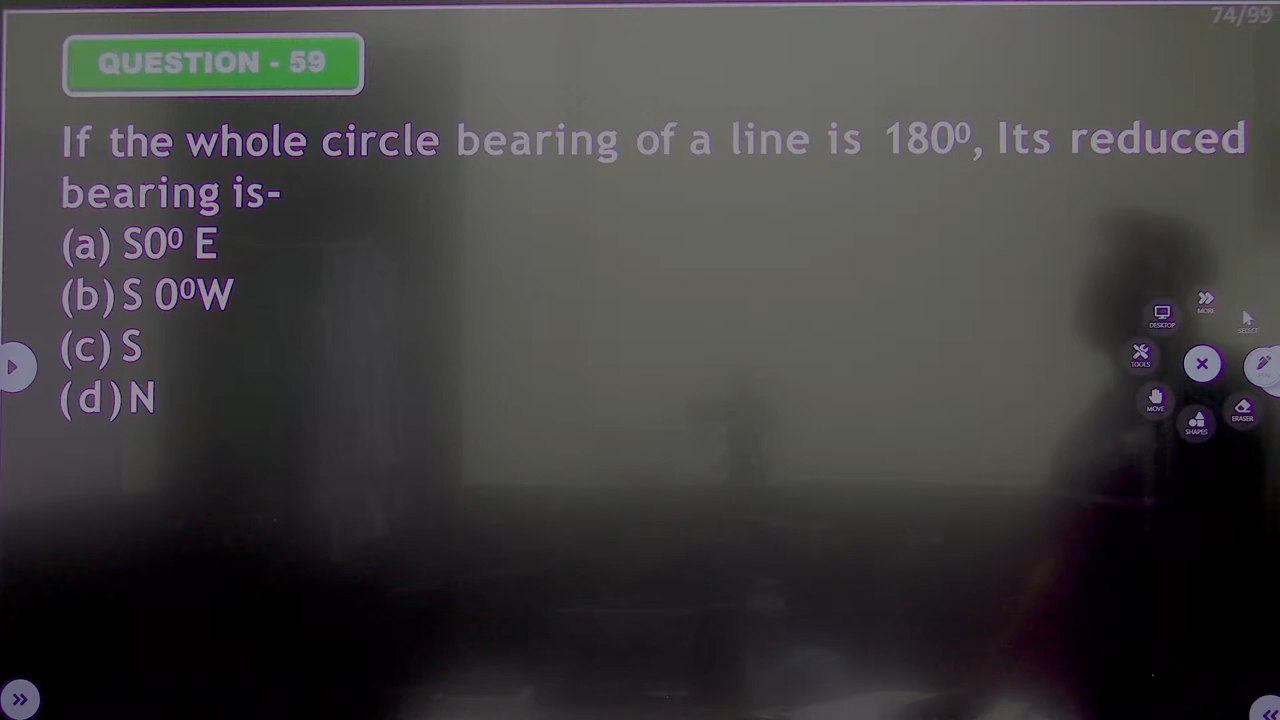 74/99
QUESTION - 59
If the whole circle bearing of a line is 180⁰, Its reduced
bearing is-
(a) S0⁰ E
(b) S 0⁰W
(c) S
(d) N
MORE
DESKTOP
SELECT
TOOLS
MOVE
ERASER
SHAPES